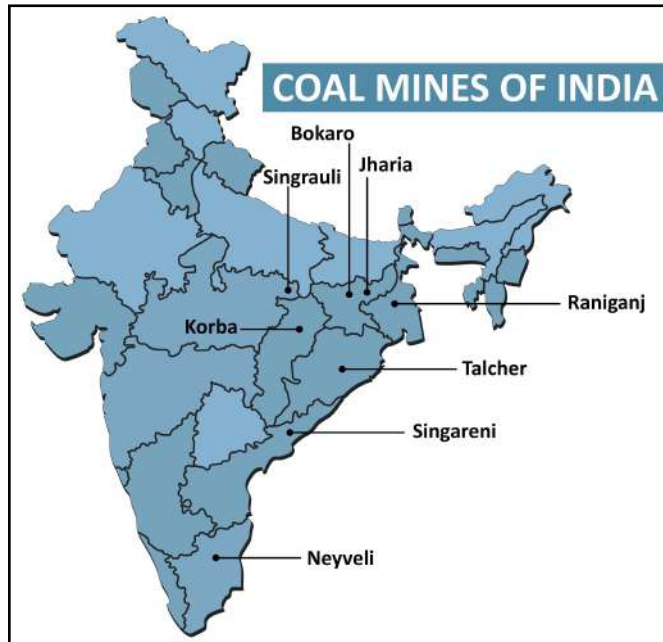 COAL MINES OF INDIA
Bokaro
Jharia
Singrauli
Raniganj
Korba
Talcher
Singareni
Neyveli